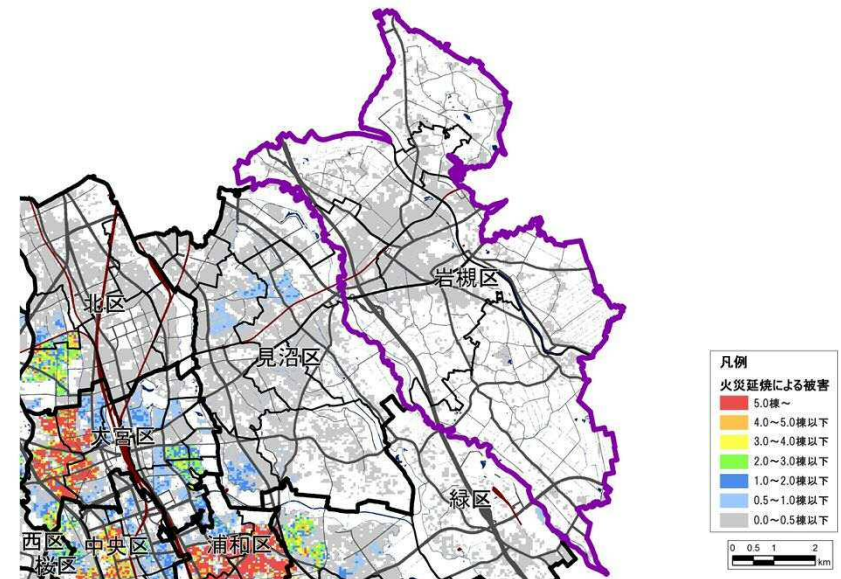 岩槻区
北区
見沼区
大宮区
緑区
西区
中央区
浦和区
桜区
凡例
火災延焼による被害
5.0棟～
4.0～5.0棟以下
3.0～4.0棟以下
2.0～3.0棟以下
1.0～2.0棟以下
0.5～1.0棟以下
0.0～0.5棟以下
0 0.5 1 2
km